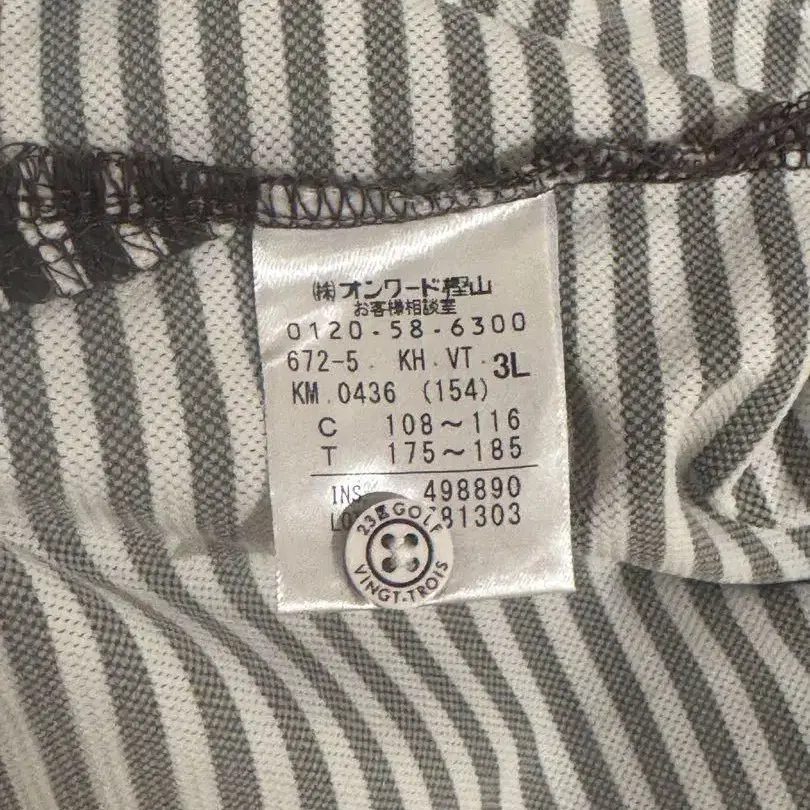 ㈱オンワード樫山
お客様相談室
0120-58-6300
672-5. KH.VT. 3L
KM.0436 (154)
C 108〜116
T 175〜185
INS 498890
81303
23区GOLF
VINGT-TROIS